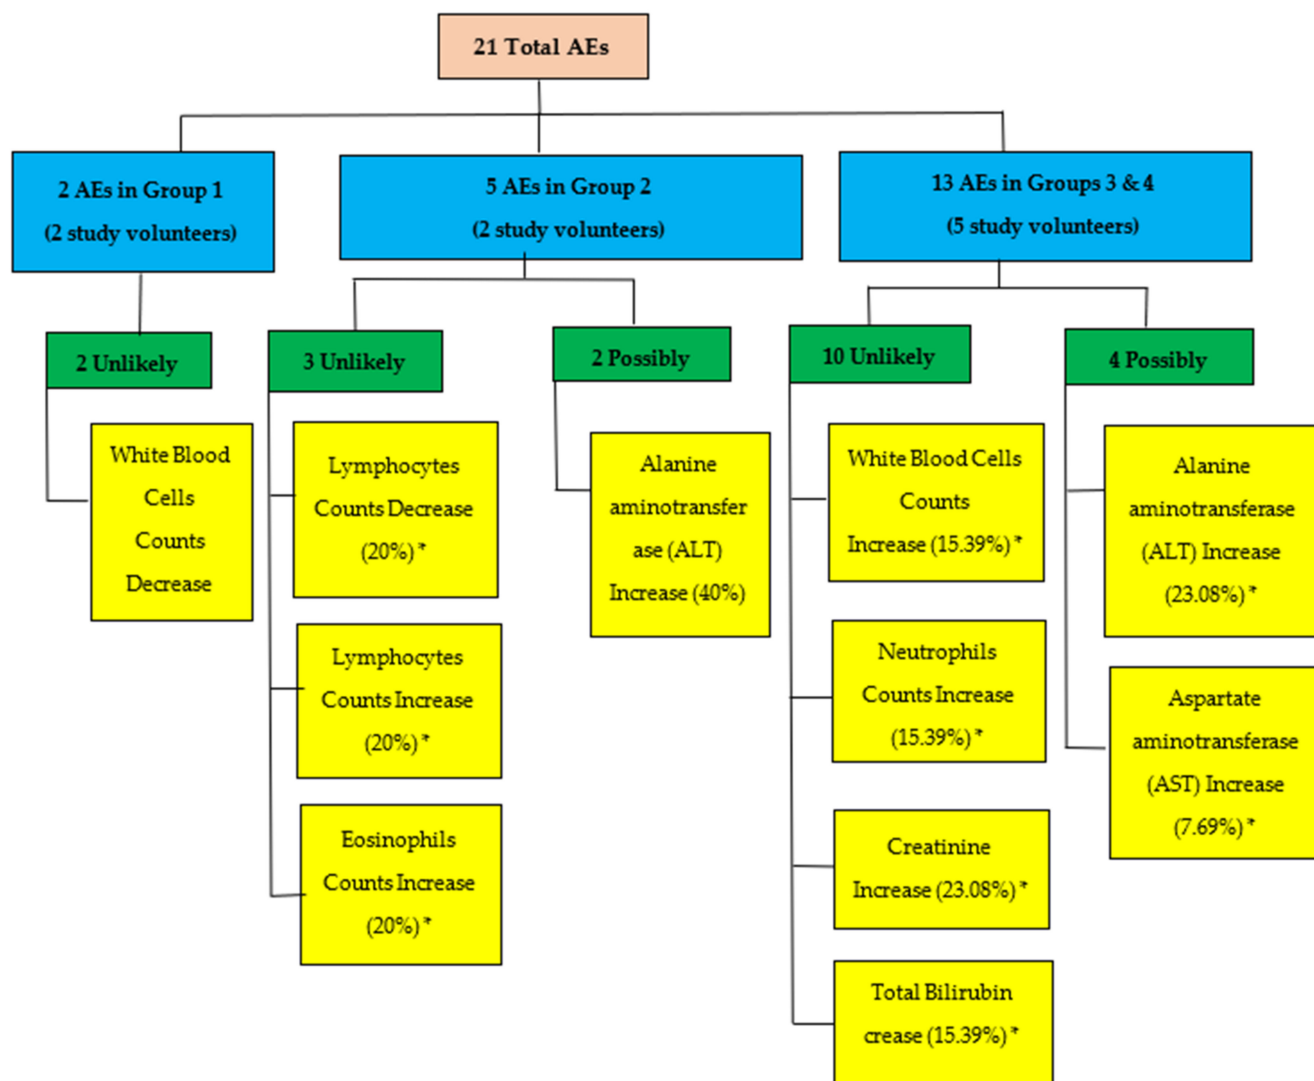 21 Total AEs
2 AEs in Group 1
(2 study volunteers)
5 AEs in Group 2
(2 study volunteers)
13 AEs in Groups 3 & 4
(5 study volunteers)
2 Unlikely
3 Unlikely
2 Possibly
10 Unlikely
4 Possibly
White Blood
Cells
Counts
Decrease
Lymphocytes
Counts Decrease
(20%) *
Lymphocytes
Counts Increase
(20%) *
Eosinophils
Counts Increase
(20%) *
Alanine
aminotransfer
ase (ALT)
Increase (40%)
White Blood Cells
Counts
Increase (15.39%) *
Neutrophils
Counts Increase
(15.39%) *
Creatinine
Increase (23.08%) *
Total Bilirubin
crease (15.39%) *
Alanine
aminotransferase
(ALT) Increase
(23.08%) *
Aspartate
aminotransferase
(AST) Increase
(7.69%) *